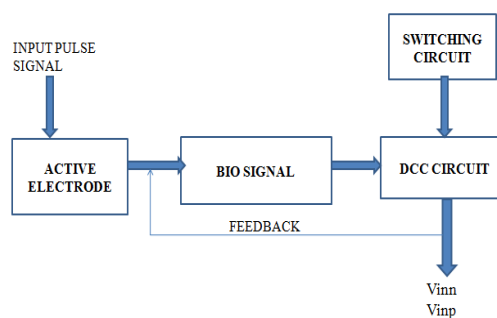 INPUT PULSE
SIGNAL
SWITCHING
CIRCUIT
ACTIVE
ELECTRODE
BIO SIGNAL
DCC CIRCUIT
FEEDBACK
Vinn
Vinp